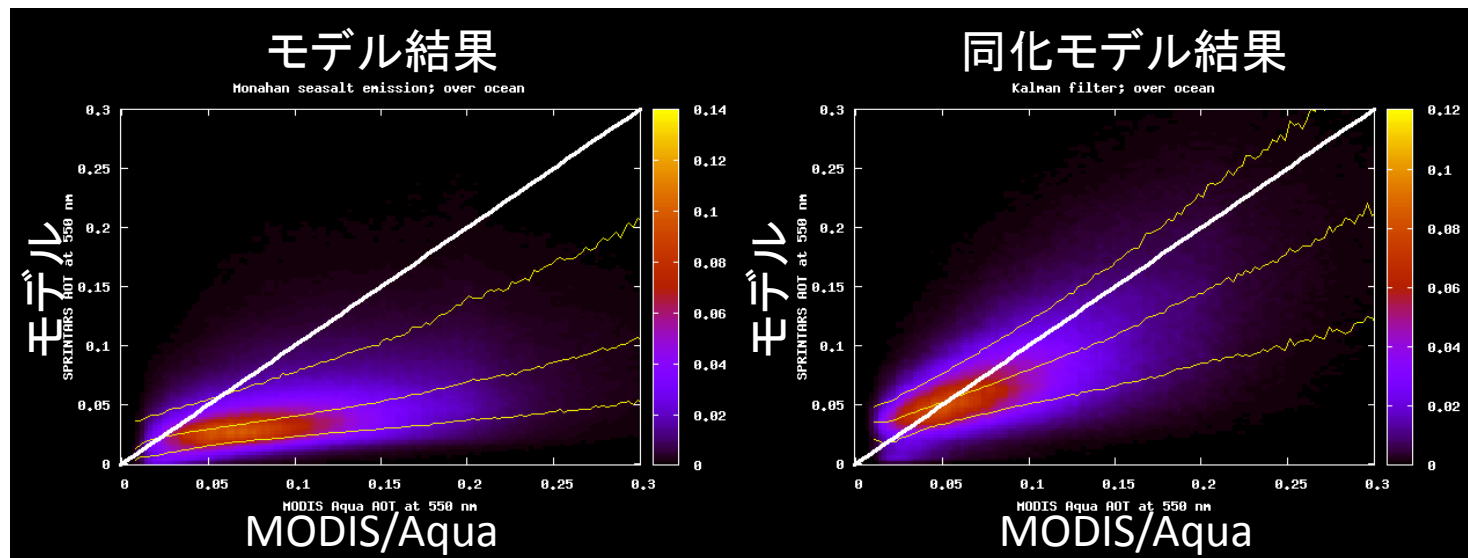 モデル結果
Monahan seasalt emission; over ocean
モデル
SPRINTARS AOT at 550 nm
0.3
0.25
0.2
0.15
0.1
0.05
0
0 0.05 0.1 0.15 0.2 0.25 0.3
MODIS Aqua AOT at 550 nm
MODIS/Aqua
0.14
0.12
0.1
0.08
0.06
0.04
0.02
0
同化モデル結果
Kalman filter; over ocean
モデル
SPRINTARS AOT at 550 nm
0.3
0.25
0.2
0.15
0.1
0.05
0
0 0.05 0.1 0.15 0.2 0.25 0.3
MODIS Aqua AOT at 550 nm
MODIS/Aqua
0.12
0.1
0.08
0.06
0.04
0.02
0